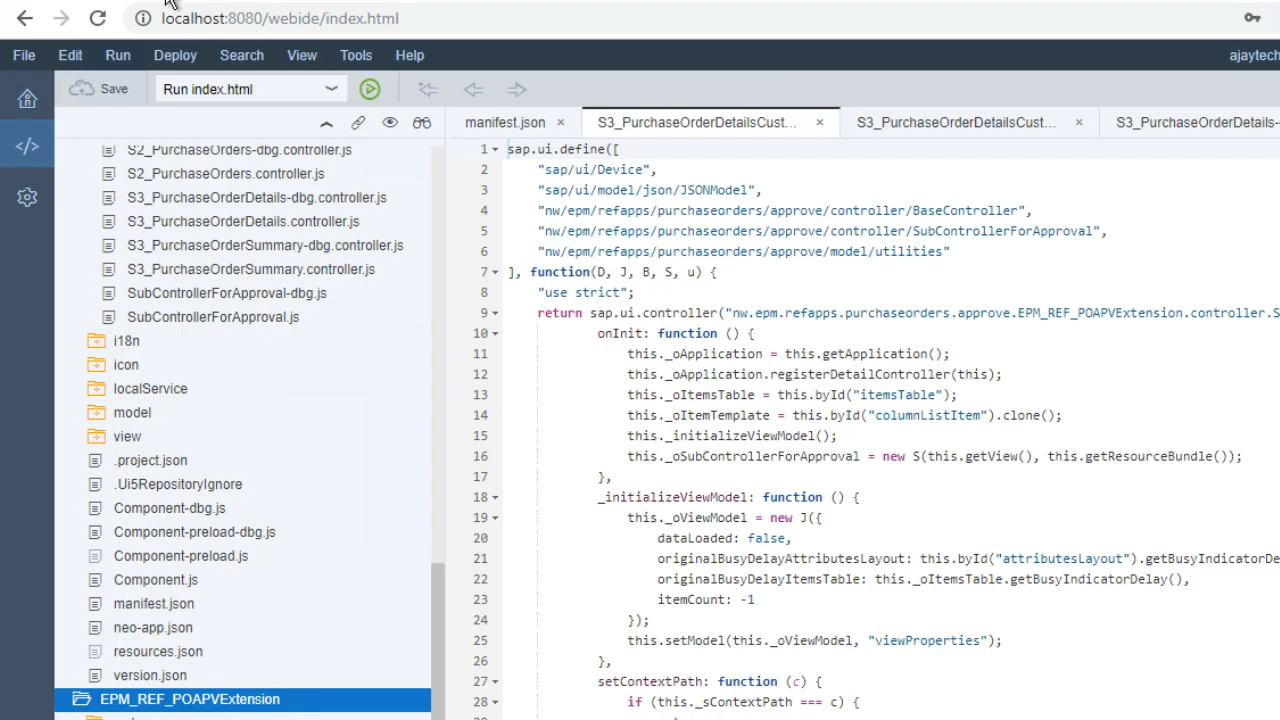 localhost:8080/webide/index.html
File Edit Run Deploy Search View Tools Help ajaytech
Save Run index.html
manifest.json × S3_PurchaseOrderDetailsCust... × S3_PurchaseOrderDetailsCust... × S3_PurchaseOrderDetails-
S2_PurchaseOrders-dbg.controller.js
S2_PurchaseOrders.controller.js
S3_PurchaseOrderDetails-dbg.controller.js
S3_PurchaseOrderDetails.controller.js
S3_PurchaseOrderSummary-dbg.controller.js
S3_PurchaseOrderSummary.controller.js
SubControllerForApproval-dbg.js
SubControllerForApproval.js
i18n
icon
localService
model
view
.project.json
.Ui5RepositoryIgnore
Component-dbg.js
Component-preload-dbg.js
Component-preload.js
Component.js
manifest.json
neo-app.json
resources.json
version.json
EPM_REF_POAPVExtension
1 sap.ui.define([
2 "sap/ui/Device",
3 "sap/ui/model/json/JSONModel",
4 "nw/epm/refapps/purchaseorders/approve/controller/BaseController",
5 "nw/epm/refapps/purchaseorders/approve/controller/SubControllerForApproval",
6 "nw/epm/refapps/purchaseorders/approve/model/utilities"
7 ], function(D, J, B, S, u) {
8 "use strict";
9 return sap.ui.controller("nw.epm.refapps.purchaseorders.approve.EPM_REF_POAPVExtension.controller.S
10 onInit: function () {
11 this._oApplication = this.getApplication();
12 this._oApplication.registerDetailController(this);
13 this._oItemsTable = this.byId("itemsTable");
14 this._oItemTemplate = this.byId("columnListItem").clone();
15 this._initializeViewModel();
16 this._oSubControllerForApproval = new S(this.getView(), this.getResourceBundle());
17 },
18 _initializeViewModel: function () {
19 this._oViewModel = new J({
20 dataLoaded: false,
21 originalBusyDelayAttributesLayout: this.byId("attributesLayout").getBusyIndicatorDe
22 originalBusyDelayItemsTable: this._oItemsTable.getBusyIndicatorDelay(),
23 itemCount: -1
24 });
25 this.setModel(this._oViewModel, "viewProperties");
26 },
27 setContextPath: function (c) {
28 if (this._sContextPath === c) {